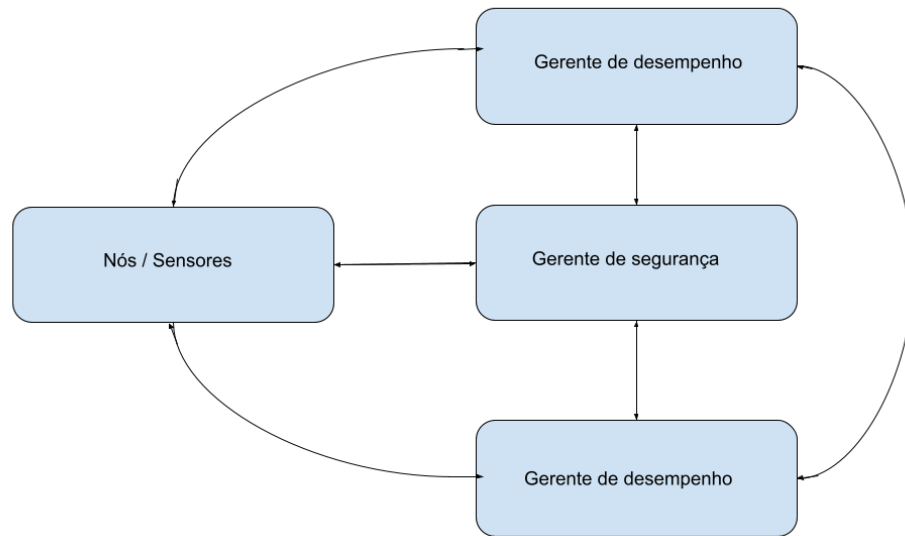 Gerente de desempenho
Nós / Sensores
Gerente de segurança
Gerente de desempenho